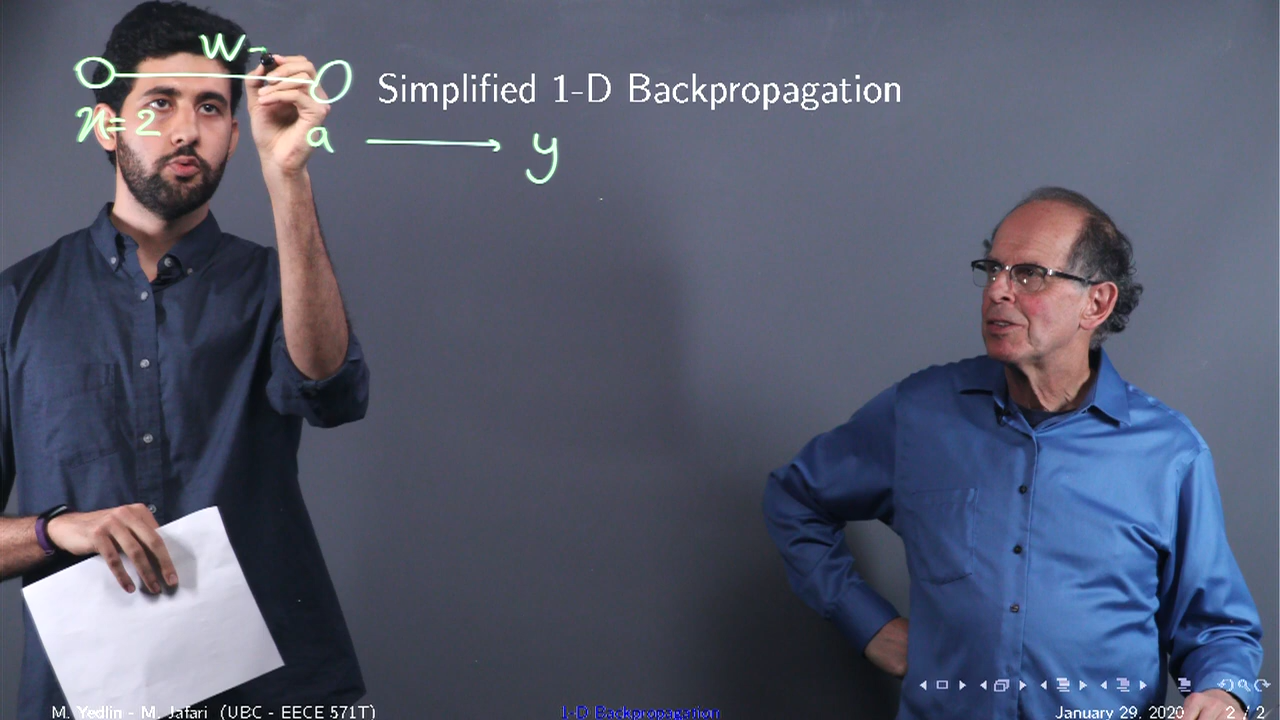 W -
Simplified 1-D Backpropagation
x = 2
a → y
M. Yedlin - M. Jafari (UBC - EECE 571T)
1-D Backpropagation
January 29, 2020
2 / 2